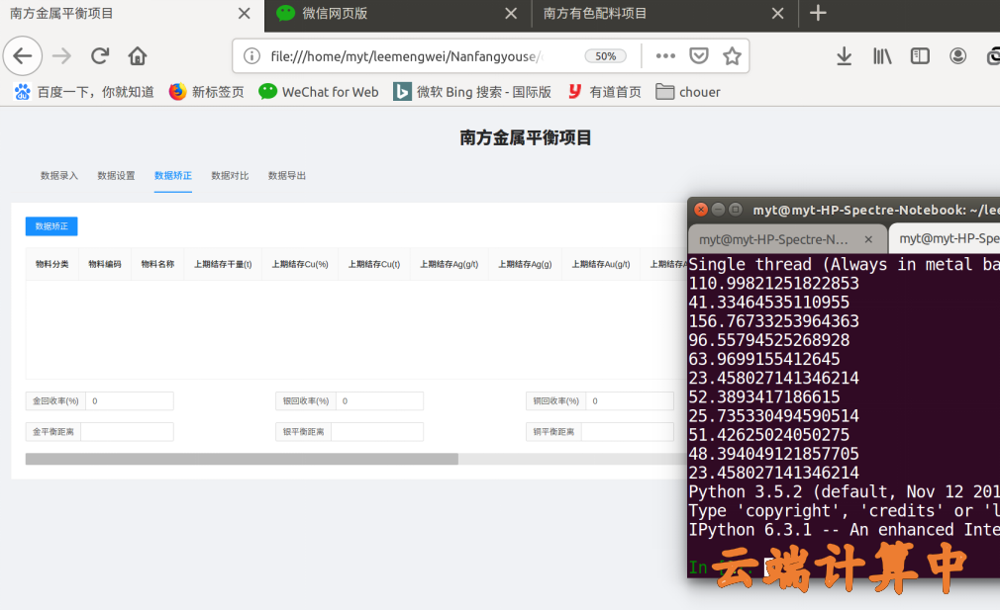 南方金属平衡项目
微信网页版
南方有色配料项目
file:///home/myt/leemengwei/Nanfangyouse/
50%
百度一下，你就知道
新标签页
WeChat for Web
微软 Bing 搜索 - 国际版
有道首页
chouer
南方金属平衡项目
数据录入
数据设置
数据矫正
数据对比
数据导出
数据矫正
物料分类
物料编码
物料名称
上期结存干量(t)
上期结存Cu(%)
上期结存Cu(t)
上期结存Ag(g/t)
上期结存Ag(g)
上期结存Au(g/t)
上期结存A
金回收率(%) 0
银回收率(%) 0
铜回收率(%) 0
金平衡距离
银平衡距离
铜平衡距离
myt@myt-HP-Spectre-Notebook: ~/lee
myt@myt-HP-Spectre-N...
myt@myt-HP-Spe
Single thread (Always in metal ba
110.99821251822853
41.33464535110955
156.76733253964363
96.55794525268928
63.9699155412645
23.458027141346214
52.3893417186615
25.735330494590514
51.42625024050275
48.394049121857705
23.458027141346214
Python 3.5.2 (default, Nov 12 201
Type 'copyright', 'credits' or 'l
IPython 6.3.1 -- An enhanced Inte
In
云端计算中